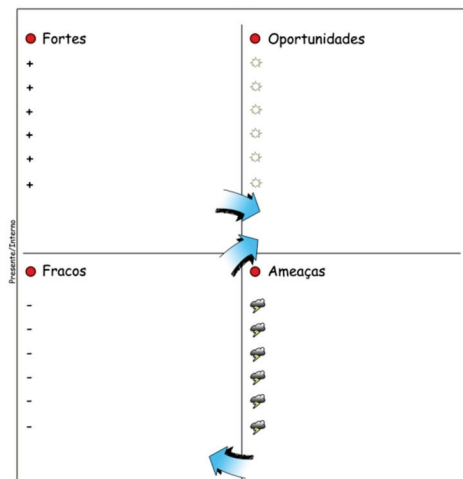 Fortes
+
+
+
+
+
+
Oportunidades
Presente/Interno
Fracos
-
-
-
-
-
-
Ameaças